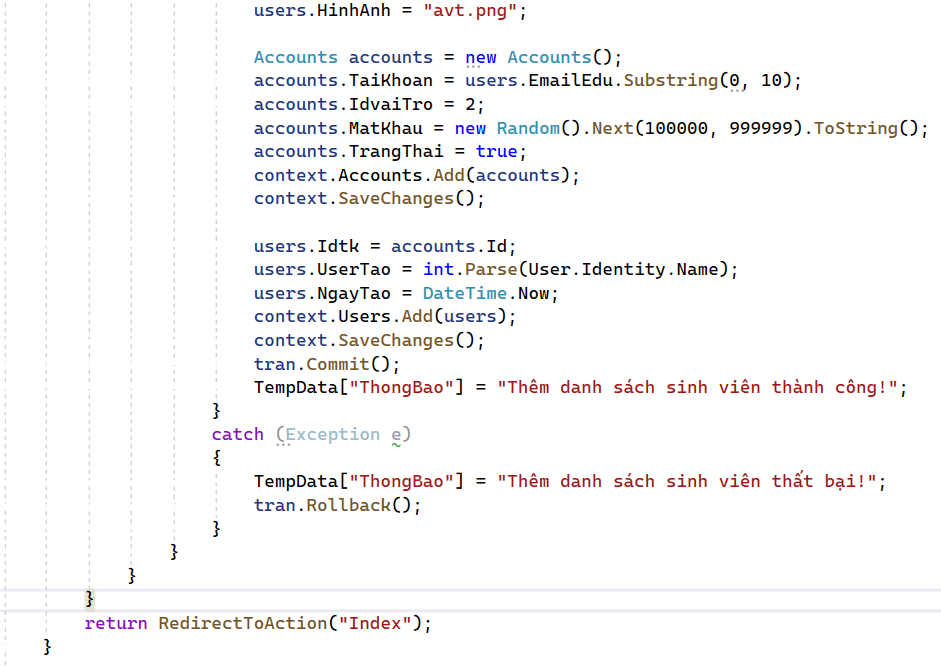 users.HinhAnh = "avt.png";
Accounts accounts = new Accounts();
accounts.TaiKhoan = users.EmailEdu.Substring(0, 10);
accounts.IdvaiTro = 2;
accounts.MatKhau = new Random().Next(100000, 999999).ToString();
accounts.TrangThai = true;
context.Accounts.Add(accounts);
context.SaveChanges();
users.Idtk = accounts.Id;
users.UserTao = int.Parse(User.Identity.Name);
users.NgayTao = DateTime.Now;
context.Users.Add(users);
context.SaveChanges();
tran.Commit();
TempData["ThongBao"] = "Thêm danh sách sinh viên thành công!";
}
catch (Exception e)
{
TempData["ThongBao"] = "Thêm danh sách sinh viên thất bại!";
tran.Rollback();
}
}
}
}
return RedirectToAction("Index");
}